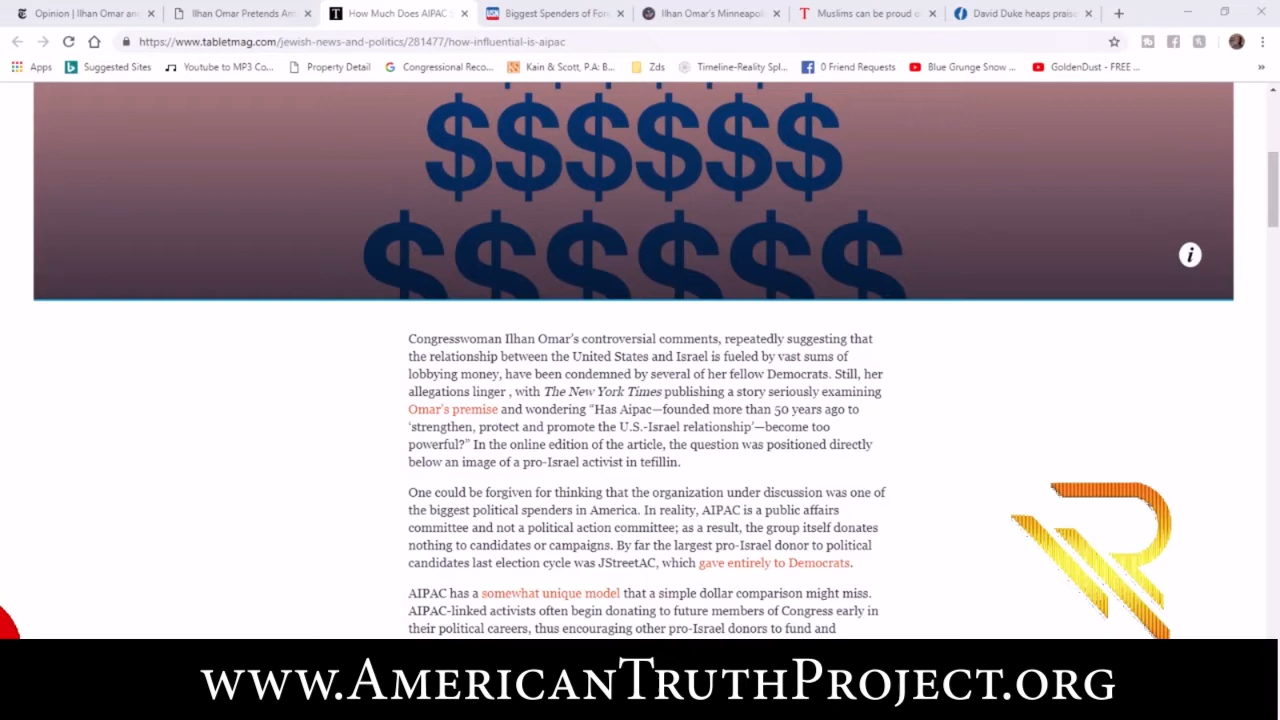 Opinion | Ilhan Omar and
Ilhan Omar Pretends An
How Much Does AIPAC S
Biggest Spenders of For
Ilhan Omar's Minneapol
Muslims can be proud o
David Duke heaps praise
https://www.tabletmag.com/jewish-news-and-politics/281477/how-influential-is-aipac
Apps
Suggested Sites
Youtube to MP3 Co...
Property Detail
Congressional Reco...
Kain & Scott, P.A: B...
Zds
Timeline-Reality Spl...
0 Friend Requests
Blue Grunge Snow ...
GoldenDust - FREE ...
»
$$$$$$
$$$$$$
i
Congresswoman Ilhan Omar's controversial comments, repeatedly suggesting that
the relationship between the United States and Israel is fueled by vast sums of
lobbying money, have been condemned by several of her fellow Democrats. Still, her
allegations linger , with The New York Times publishing a story seriously examining
Omar's premise and wondering “Has Aipac—founded more than 50 years ago to
‘strengthen, protect and promote the U.S.-Israel relationship’—become too
powerful?” In the online edition of the article, the question was positioned directly
below an image of a pro-Israel activist in tefillin.
One could be forgiven for thinking that the organization under discussion was one of
the biggest political spenders in America. In reality, AIPAC is a public affairs
committee and not a political action committee; as a result, the group itself donates
nothing to candidates or campaigns. By far the largest pro-Israel donor to political
candidates last election cycle was JStreetAC, which gave entirely to Democrats.
AIPAC has a somewhat unique model that a simple dollar comparison might miss.
AIPAC-linked activists often begin donating to future members of Congress early in
their political careers, thus encouraging other pro-Israel donors to fund and
R
www.AmericanTruthProject.org